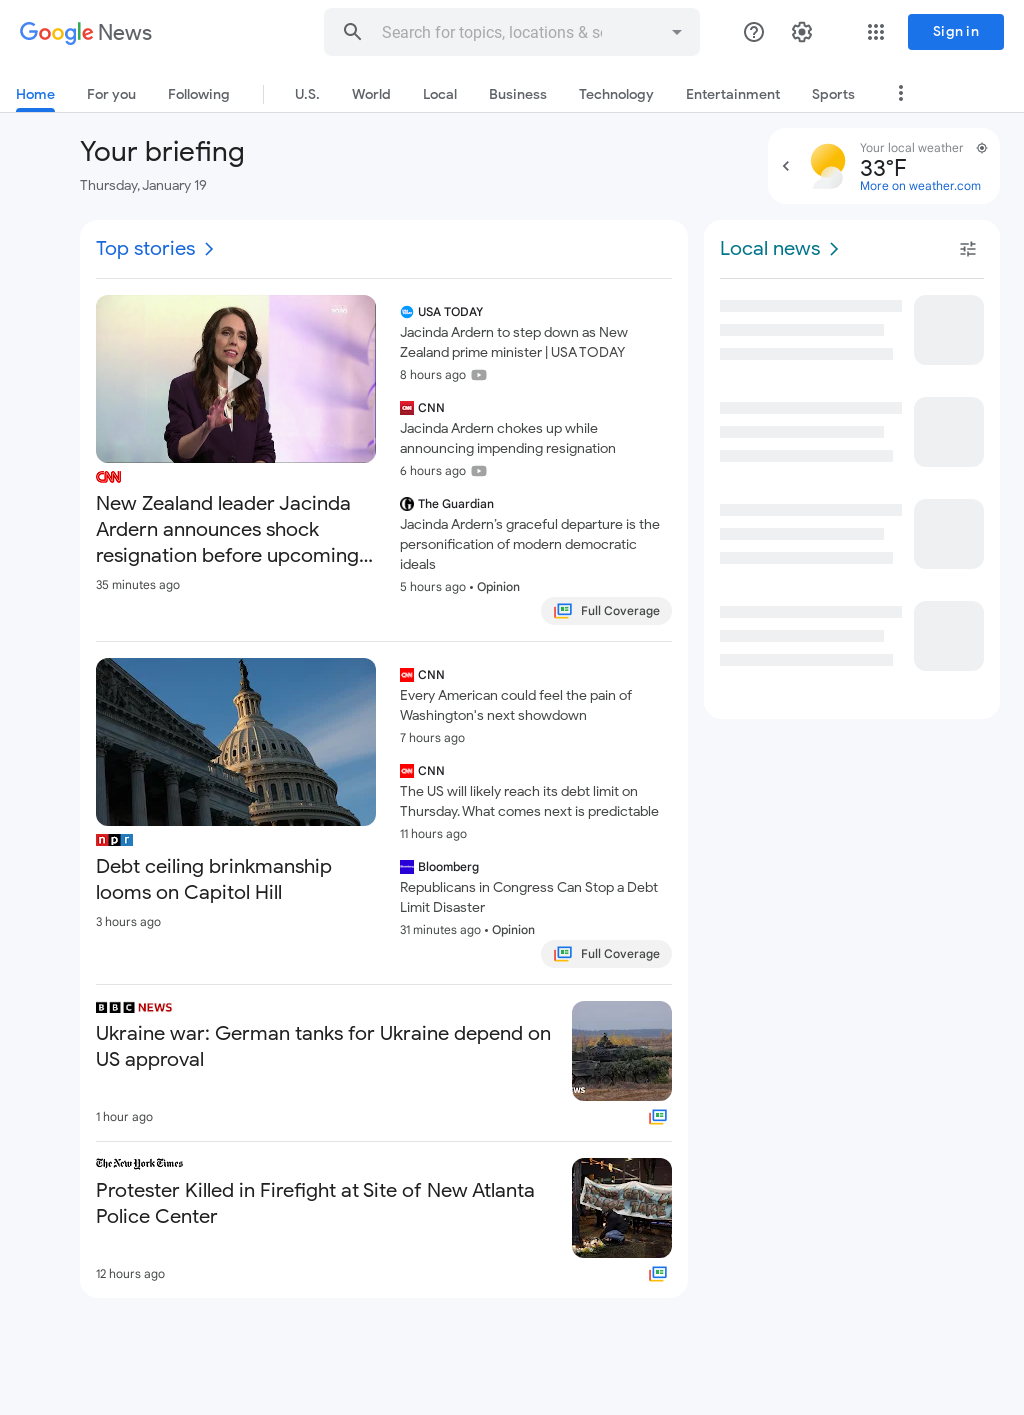 Google News
Search for topics, locations & s
Sign in
Home
For you
Following
U.S.
World
Local
Business
Technology
Entertainment
Sports
Your briefing
Thursday, January 19
Your local weather
33°F
More on weather.com
Top stories
CNN
New Zealand leader Jacinda
Ardern announces shock
resignation before upcoming...
35 minutes ago
USA TODAY
Jacinda Ardern to step down as New
Zealand prime minister | USA TODAY
8 hours ago
CNN
Jacinda Ardern chokes up while
announcing impending resignation
6 hours ago
The Guardian
Jacinda Ardern's graceful departure is the
personification of modern democratic
ideals
5 hours ago • Opinion
Full Coverage
npr
Debt ceiling brinkmanship
looms on Capitol Hill
3 hours ago
CNN
Every American could feel the pain of
Washington's next showdown
7 hours ago
CNN
The US will likely reach its debt limit on
Thursday. What comes next is predictable
11 hours ago
Bloomberg
Republicans in Congress Can Stop a Debt
Limit Disaster
31 minutes ago • Opinion
Full Coverage
BBC NEWS
Ukraine war: German tanks for Ukraine depend on
US approval
1 hour ago
The New York Times
Protester Killed in Firefight at Site of New Atlanta
Police Center
12 hours ago
Local news